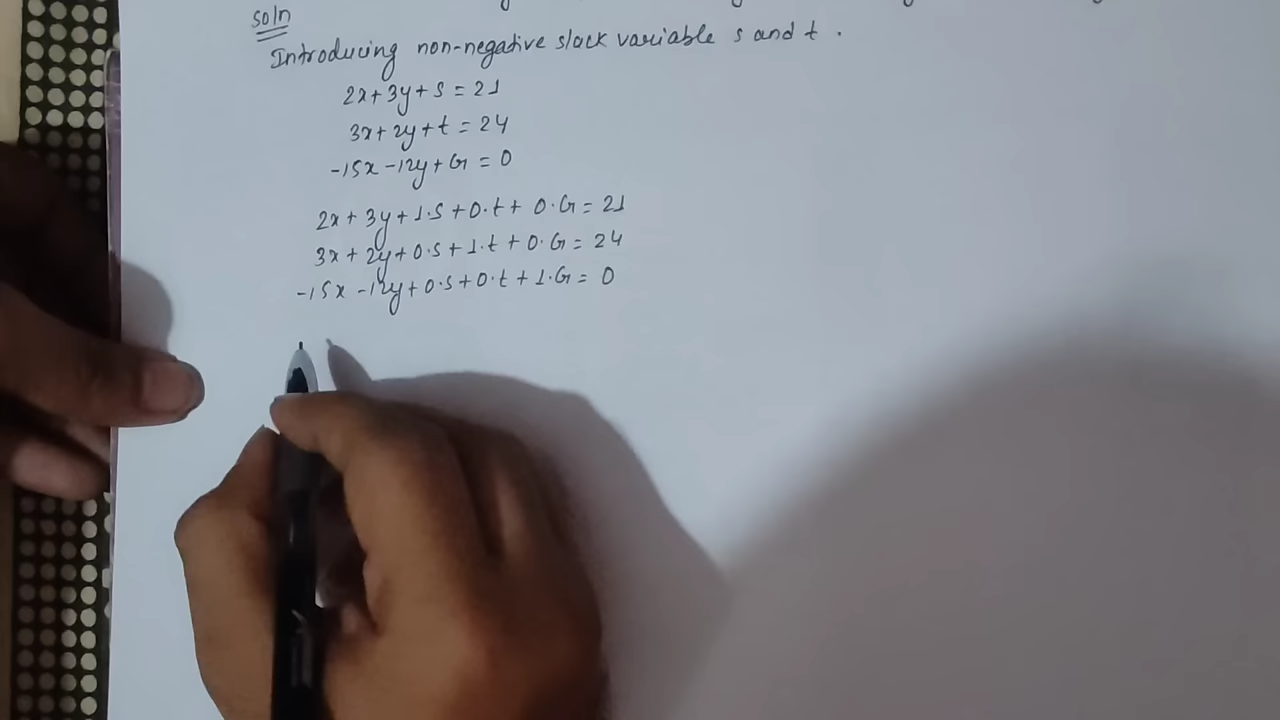 Soln
Introducing non-negative slack variable s and t.
2x+3y+s = 21
3x+2y+t = 24
-15x-12y+G = 0
2x+3y+1.s+0.t+0.G = 21
3x+2y+0.s+1.t+0.G = 24
-15x-12y+0.s+0.t+1.G = 0